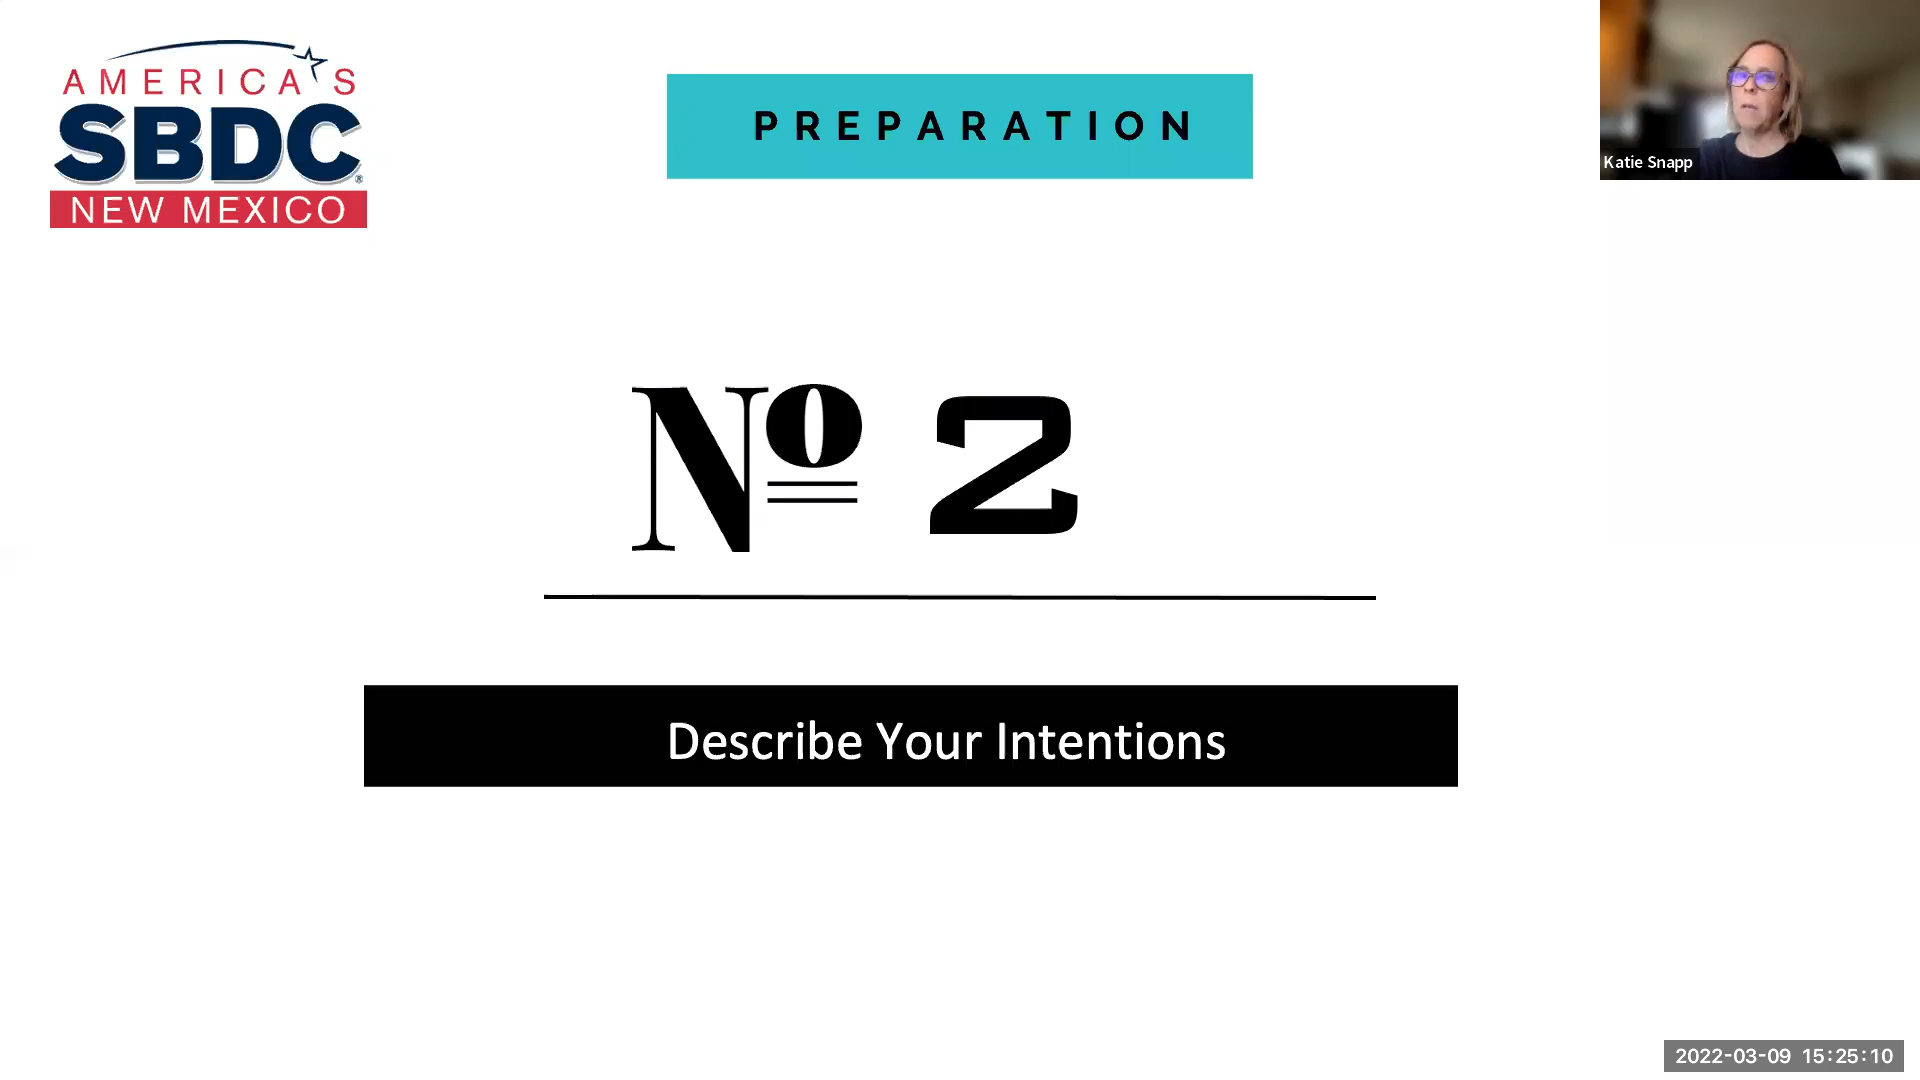 AMERICA'S
SBDC®
NEW MEXICO
PREPARATION
Katie Snapp
Nº 2
Describe Your Intentions
2022-03-09 15:25:10